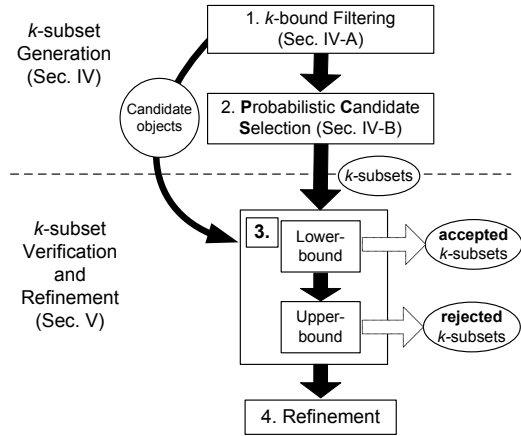 k-subset
Generation
(Sec. IV)
1. k-bound Filtering
(Sec. IV-A)
Candidate
objects
2. Probabilistic Candidate
Selection (Sec. IV-B)
k-subsets
k-subset
Verification
and
Refinement
(Sec. V)
3.
Lower-
bound
accepted
k-subsets
Upper-
bound
rejected
k-subsets
4. Refinement